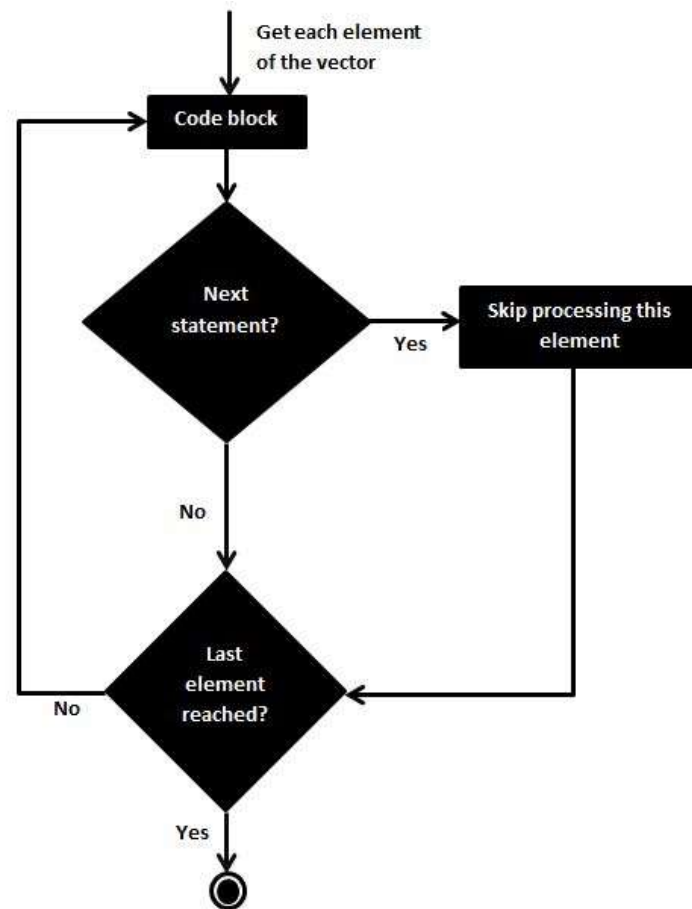 Get each element
of the vector
Code block
Next
statement?
Yes
Skip processing this
element
No
Last
element
reached?
No
Yes